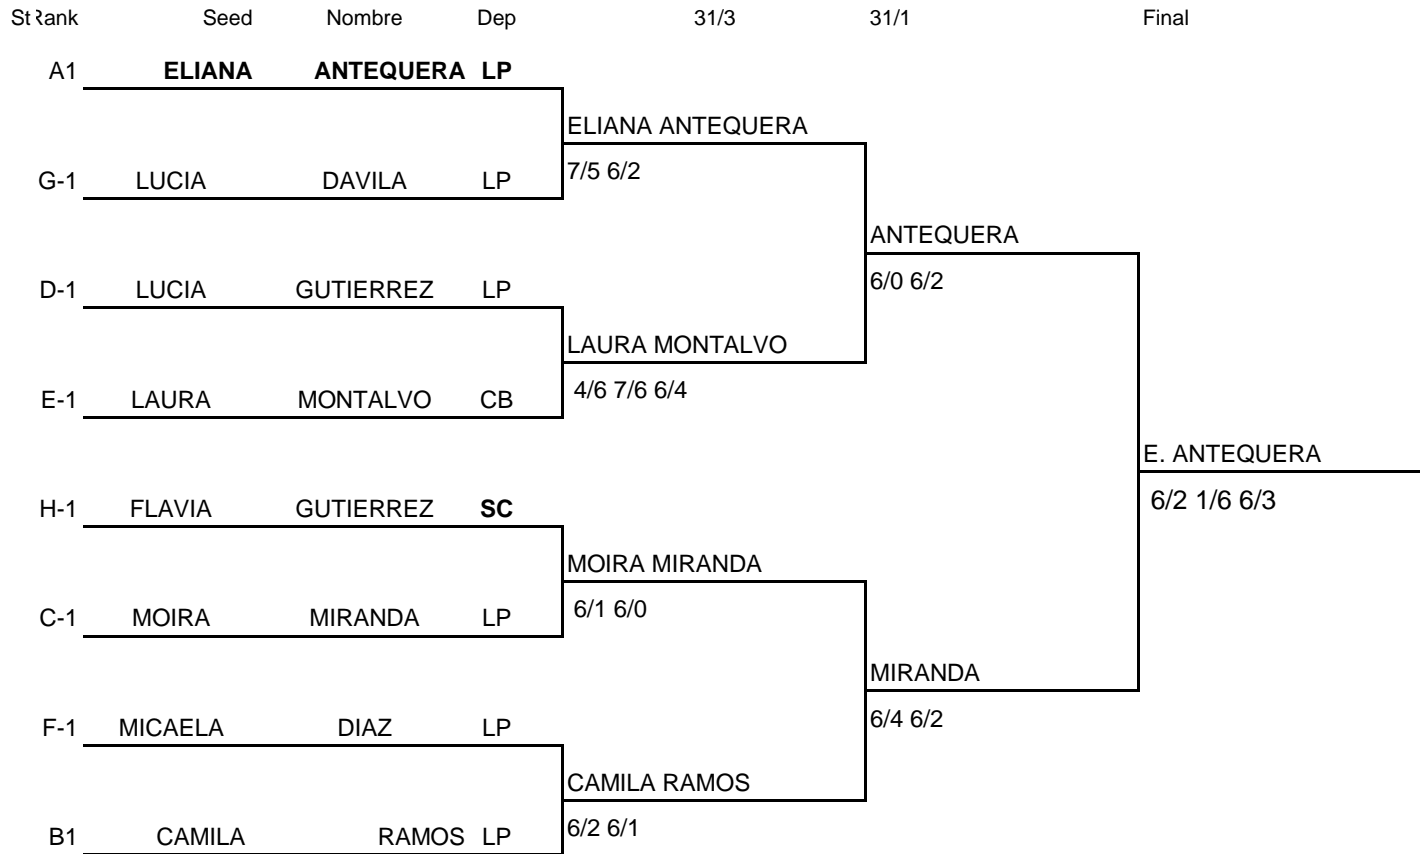 St Rank Seed Nombre Dep 31/3 31/1 Final
A1 ELIANA ANTEQUERA LP
ELIANA ANTEQUERA
7/5 6/2
G-1 LUCIA DAVILA LP
ANTEQUERA
6/0 6/2
D-1 LUCIA GUTIERREZ LP
LAURA MONTALVO
4/6 7/6 6/4
E-1 LAURA MONTALVO CB
E. ANTEQUERA
6/2 1/6 6/3
H-1 FLAVIA GUTIERREZ SC
MOIRA MIRANDA
6/1 6/0
C-1 MOIRA MIRANDA LP
MIRANDA
6/4 6/2
F-1 MICAELA DIAZ LP
CAMILA RAMOS
6/2 6/1
B1 CAMILA RAMOS LP